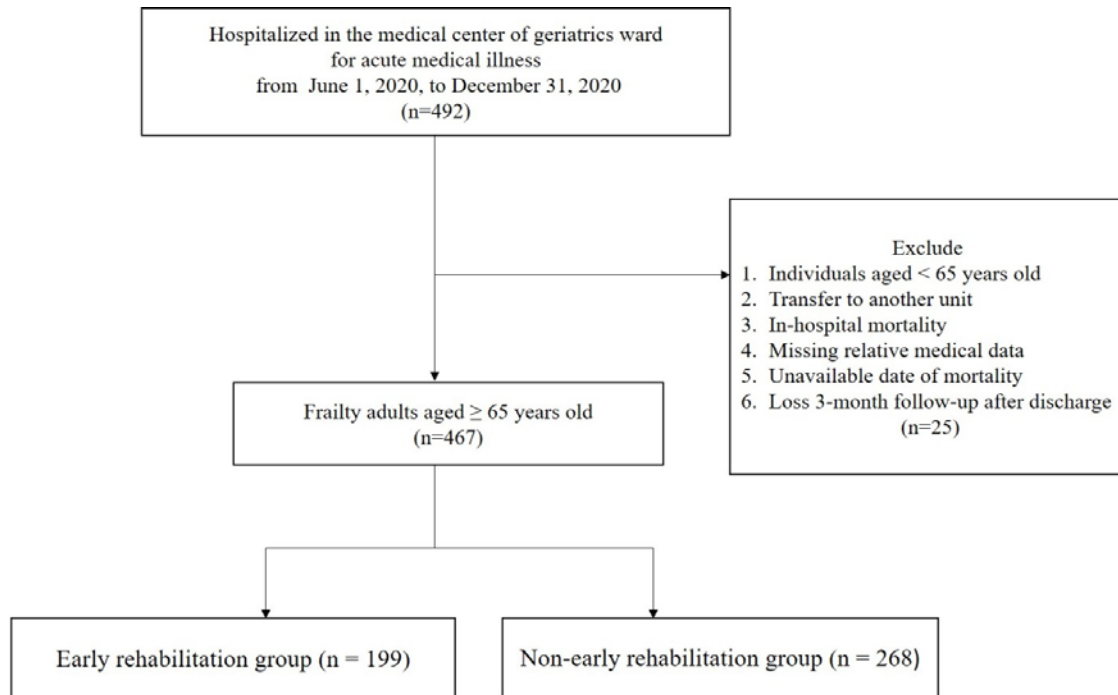 Hospitalized in the medical center of geriatrics ward
for acute medical illness
from June 1, 2020, to December 31, 2020
(n=492)
Exclude
1. Individuals aged < 65 years old
2. Transfer to another unit
3. In-hospital mortality
4. Missing relative medical data
5. Unavailable date of mortality
6. Loss 3-month follow-up after discharge
(n=25)
Frailty adults aged ≥ 65 years old
(n=467)
Early rehabilitation group (n = 199)
Non-early rehabilitation group (n = 268)